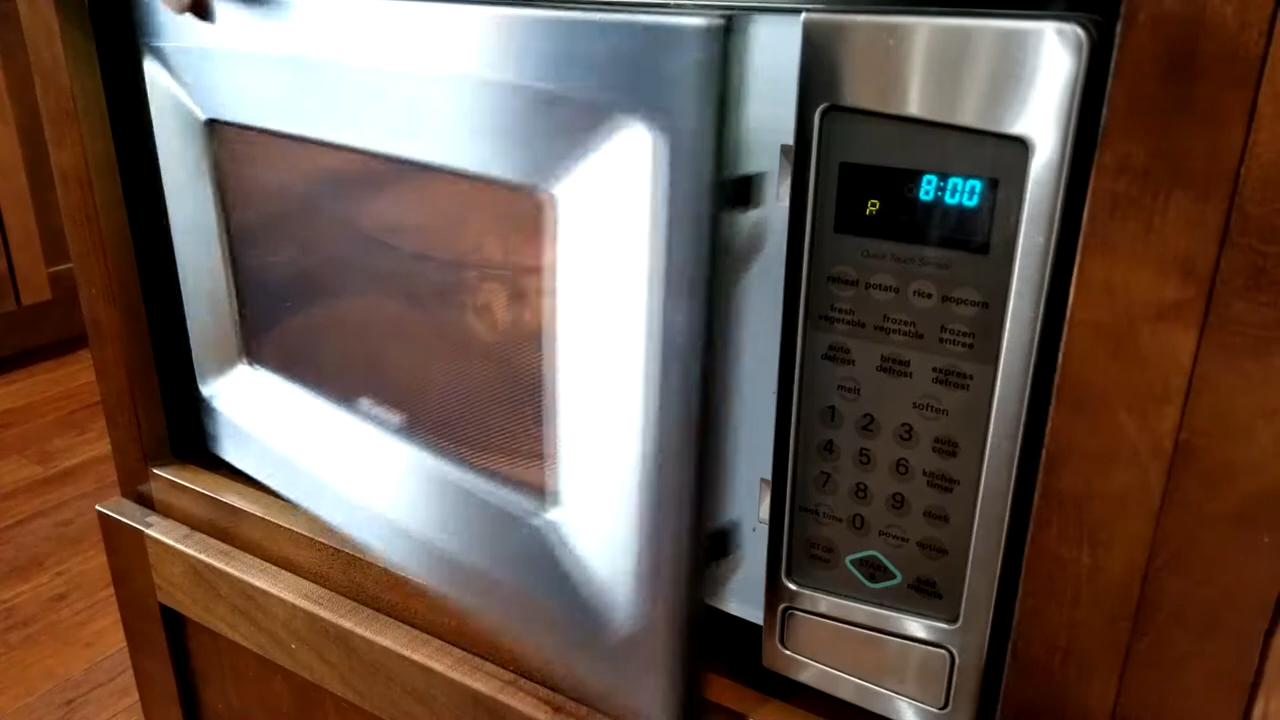 8:00
P
Quick Touch Sensor
reheat potato rice popcorn
fresh vegetable frozen vegetable frozen entree
auto defrost bread defrost express defrost
melt soften
1 2 3 auto cook
4 5 6 kitchen timer
7 8 9 clock
cook time 0 power option
STOP START add minute